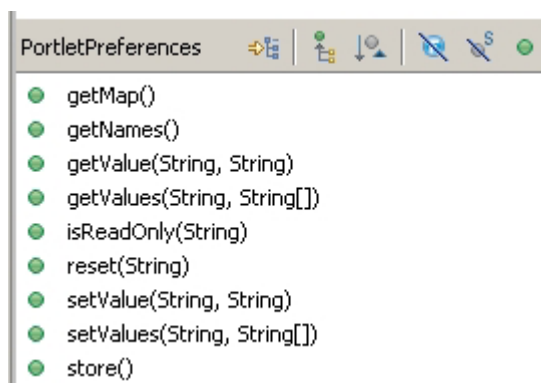 PortletPreferences
getMap()
getNames()
getValue(String, String)
getValues(String, String[])
isReadOnly(String)
reset(String)
setValue(String, String)
setValues(String, String[])
store()